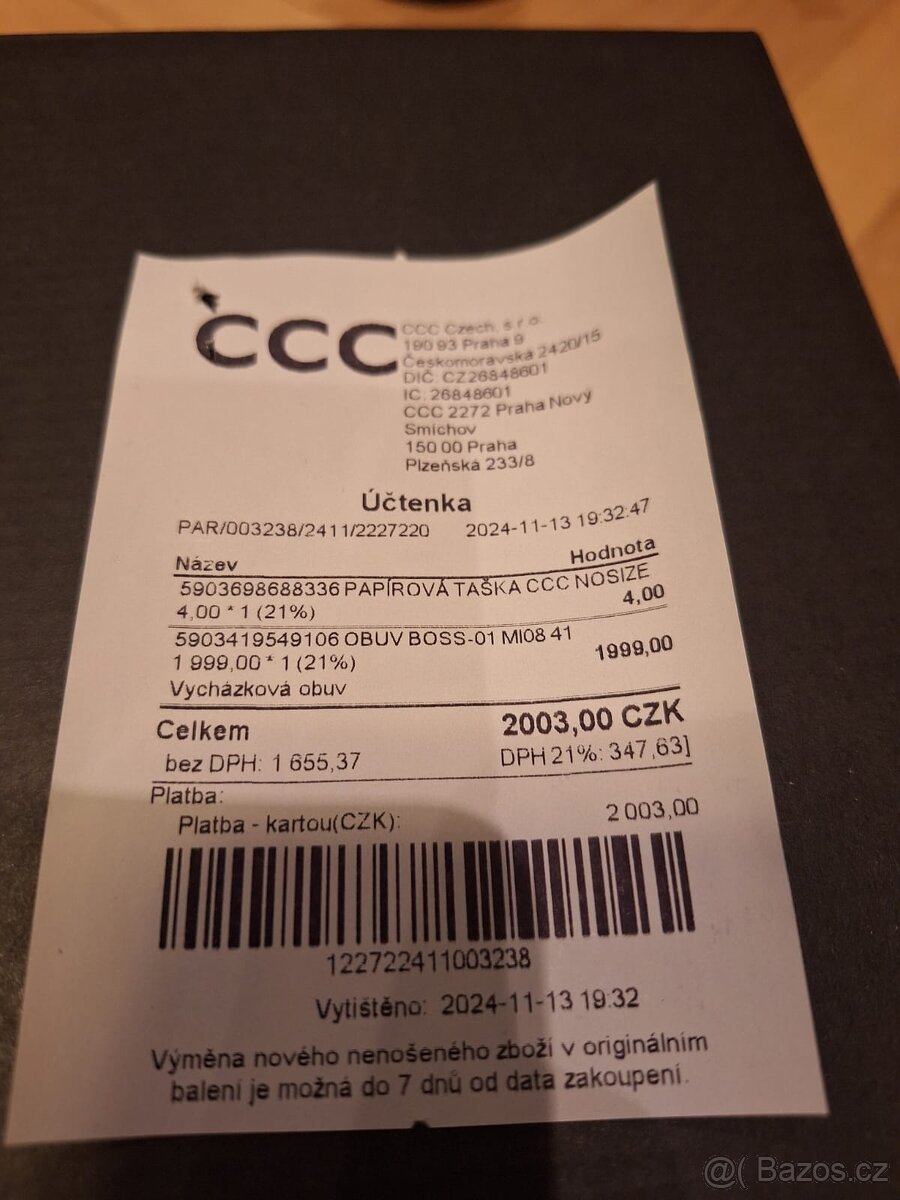 CCC
CCC Czech. s r o.
190 93 Praha 9
Českomoravská 2420/15
DIČ: CZ26848601
IC: 26848601
CCC 2272 Praha Nový
Smíchov
150 00 Praha
Plzeňská 233/8
Účtenka
PAR/003238/2411/2227220 2024-11-13 19:32:47
Název Hodnota
5903698688336 PAPÍROVÁ TAŠKA CCC NOSIZE
4,00 * 1 (21%) 4,00
5903419549106 OBUV BOSS-01 MI08 41
1 999,00 * 1 (21%) 1999,00
Vycházková obuv
Celkem 2003,00 CZK
bez DPH: 1 655,37 DPH 21%: 347,63]
Platba:
Platba - kartou(CZK): 2 003,00
122722411003238
Vytištěno: 2024-11-13 19:32
Výměna nového nenošeného zboží v originálním
balení je možná do 7 dnů od data zakoupení.
@( Bazos.cz